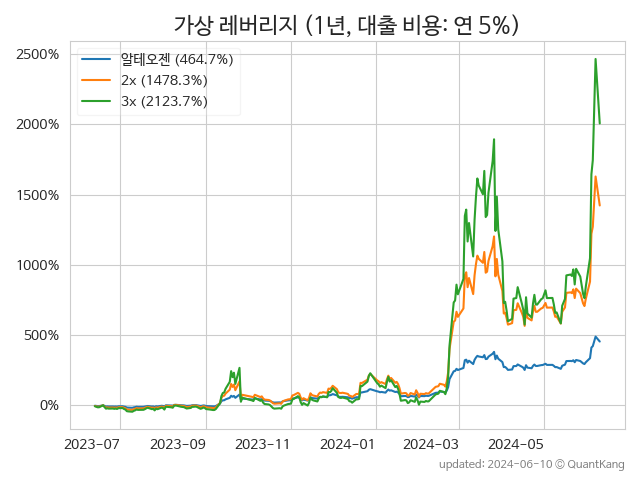 가상 레버리지 (1년, 대출 비용: 연 5%)
2500%
2000%
1500%
1000%
500%
0%
알테오젠 (464.7%)
2x (1478.3%)
3x (2123.7%)
2023-07
2023-09
2023-11
2024-01
2024-03
2024-05
updated: 2024-06-10 © QuantKang